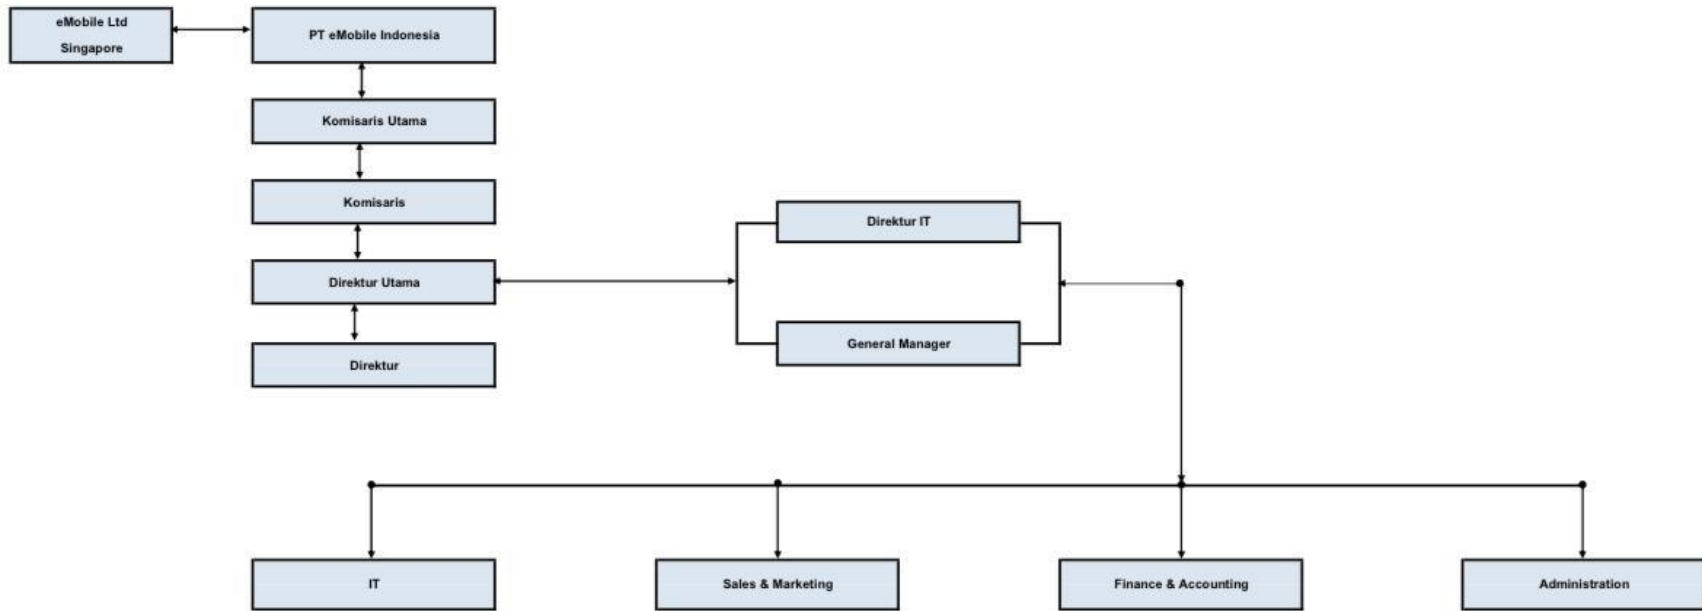 eMobile Ltd
Singapore
PT eMobile Indonesia
Komisaris Utama
Komisaris
Direktur IT
Direktur Utama
General Manager
Direktur
IT
Sales & Marketing
Finance & Accounting
Administration